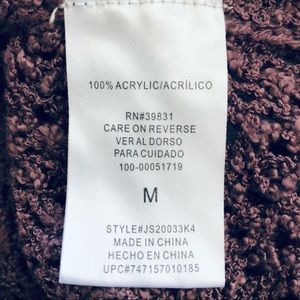 100% ACRYLIC/ACRÍLICO
RN#39831
CARE ON REVERSE
VER AL DORSO
PARA CUIDADO
100-00051719
M
STYLE#JS20033K4
MADE IN CHINA
HECHO EN CHINA
UPC#747157010185